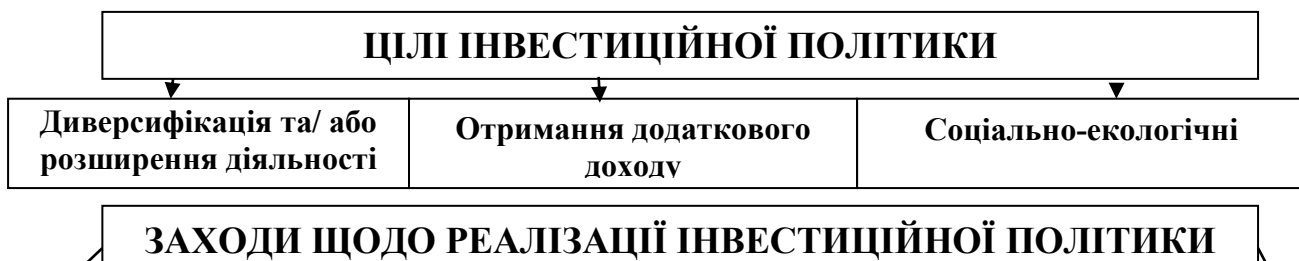 ЦІЛІ ІНВЕСТИЦІЙНОЇ ПОЛІТИКИ
Диверсифікація та/ або
розширення діяльності
Отримання додаткового
доходу
Соціально-екологічні
ЗАХОДИ ЩОДО РЕАЛІЗАЦІЇ ІНВЕСТИЦІЙНОЇ ПОЛІТИКИ